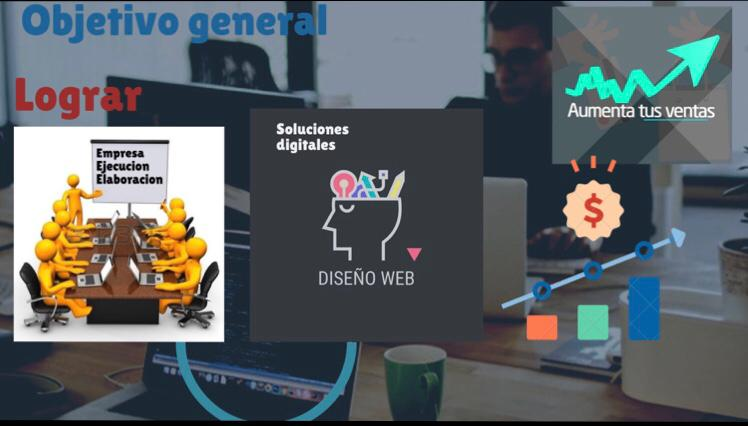 Objetivo general
Lograr
Empresa
Ejecucion
Elaboracion
Soluciones
digitales
DISEÑO WEB
Aumenta tus ventas
$